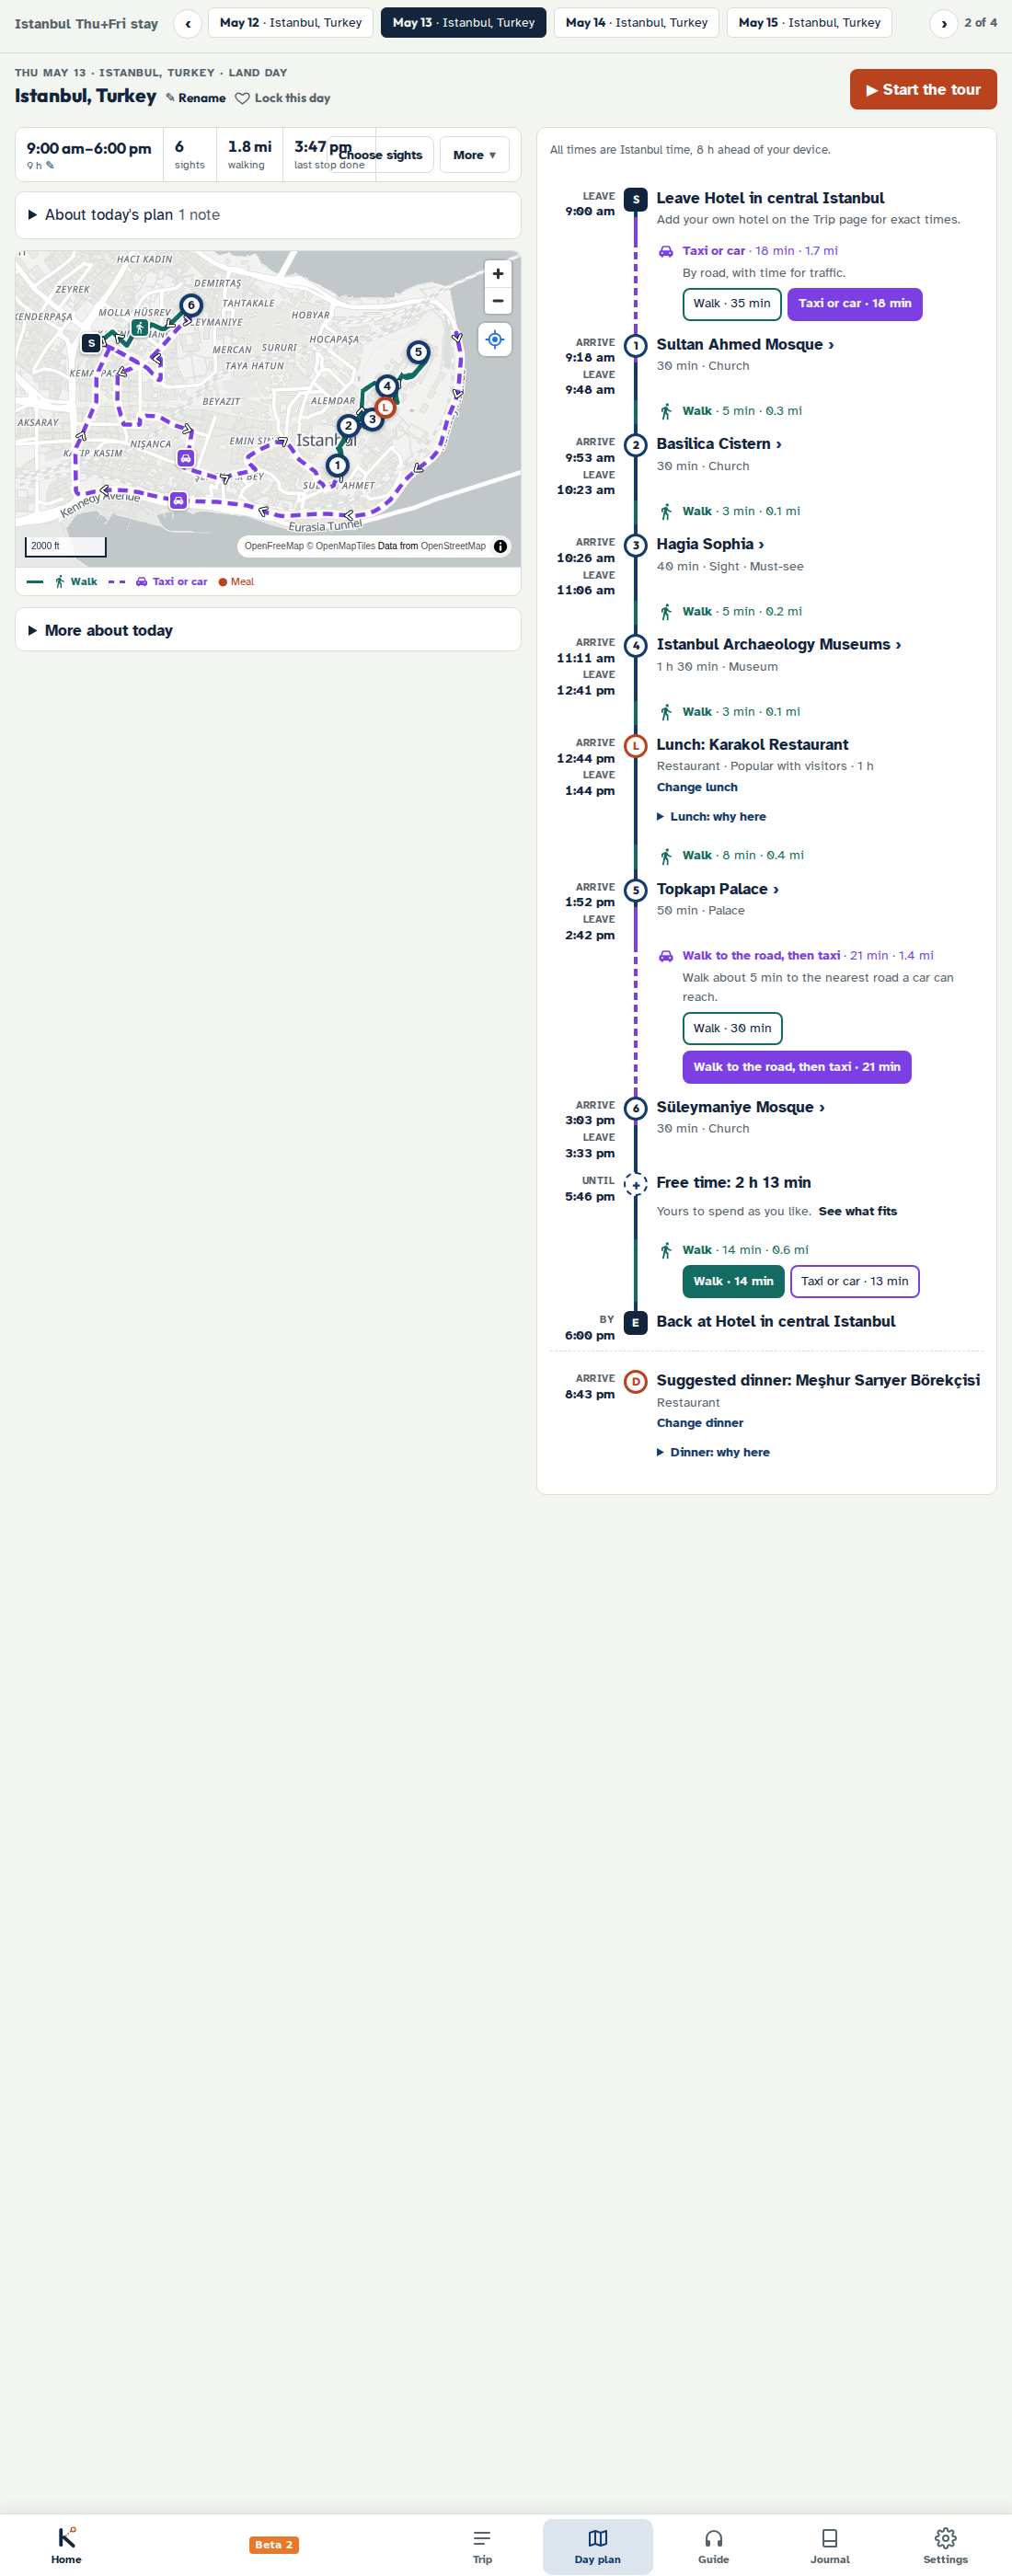 Istanbul Thu+Fri stay
‹
May 12 · Istanbul, Turkey
May 13 · Istanbul, Turkey
May 14 · Istanbul, Turkey
May 15 · Istanbul, Turkey
›
2 of 4
THU MAY 13 · ISTANBUL, TURKEY · LAND DAY
Istanbul, Turkey ✎ Rename ♡ Lock this day
▶ Start the tour
9:00 am–6:00 pm
9 h ✎
6
sights
1.8 mi
walking
3:47 pm
last stop done
Choose sights
More ▼
▶ About today's plan 1 note
HACI KADIN
ZEYREK
DEMIRTAŞ
TAHTAKALE
MOLLA HÜSREV
HOBYAR
HOCAPAŞA
MERCAN
SURURI
TAYA HATUN
BEYAZIT
ALEMDAR
AKSARAY
NIŞANCA
Istanbul
Kennedy Avenue
Eurasia Tunnel
S
6
5
4
L
3
2
1
+
−
2000 ft
OpenFreeMap © OpenMapTiles Data from OpenStreetMap
Walk
Taxi or car
Meal
▶ More about today
All times are Istanbul time, 8 h ahead of your device.
LEAVE
9:00 am
S
Leave Hotel in central Istanbul
Add your own hotel on the Trip page for exact times.
Taxi or car · 18 min · 1.7 mi
By road, with time for traffic.
Walk · 35 min
Taxi or car · 18 min
ARRIVE
9:18 am
LEAVE
9:48 am
1
Sultan Ahmed Mosque ›
30 min · Church
Walk · 5 min · 0.3 mi
ARRIVE
9:53 am
LEAVE
10:23 am
2
Basilica Cistern ›
30 min · Church
Walk · 3 min · 0.1 mi
ARRIVE
10:26 am
LEAVE
11:06 am
3
Hagia Sophia ›
40 min · Sight · Must-see
Walk · 5 min · 0.2 mi
ARRIVE
11:11 am
LEAVE
12:41 pm
4
Istanbul Archaeology Museums ›
1 h 30 min · Museum
Walk · 3 min · 0.1 mi
ARRIVE
12:44 pm
LEAVE
1:44 pm
L
Lunch: Karakol Restaurant
Restaurant · Popular with visitors · 1 h
Change lunch
▶ Lunch: why here
Walk · 8 min · 0.4 mi
ARRIVE
1:52 pm
LEAVE
2:42 pm
5
Topkapı Palace ›
50 min · Palace
Walk to the road, then taxi · 21 min · 1.4 mi
Walk about 5 min to the nearest road a car can
reach.
Walk · 30 min
Walk to the road, then taxi · 21 min
ARRIVE
3:03 pm
LEAVE
3:33 pm
6
Süleymaniye Mosque ›
30 min · Church
UNTIL
5:46 pm
+
Free time: 2 h 13 min
Yours to spend as you like. See what fits
Walk · 14 min · 0.6 mi
Walk · 14 min
Taxi or car · 13 min
BY
6:00 pm
E
Back at Hotel in central Istanbul
ARRIVE
8:43 pm
D
Suggested dinner: Meşhur Sarıyer Börekçisi
Restaurant
Change dinner
▶ Dinner: why here
Home
Beta 2
Trip
Day plan
Guide
Journal
Settings